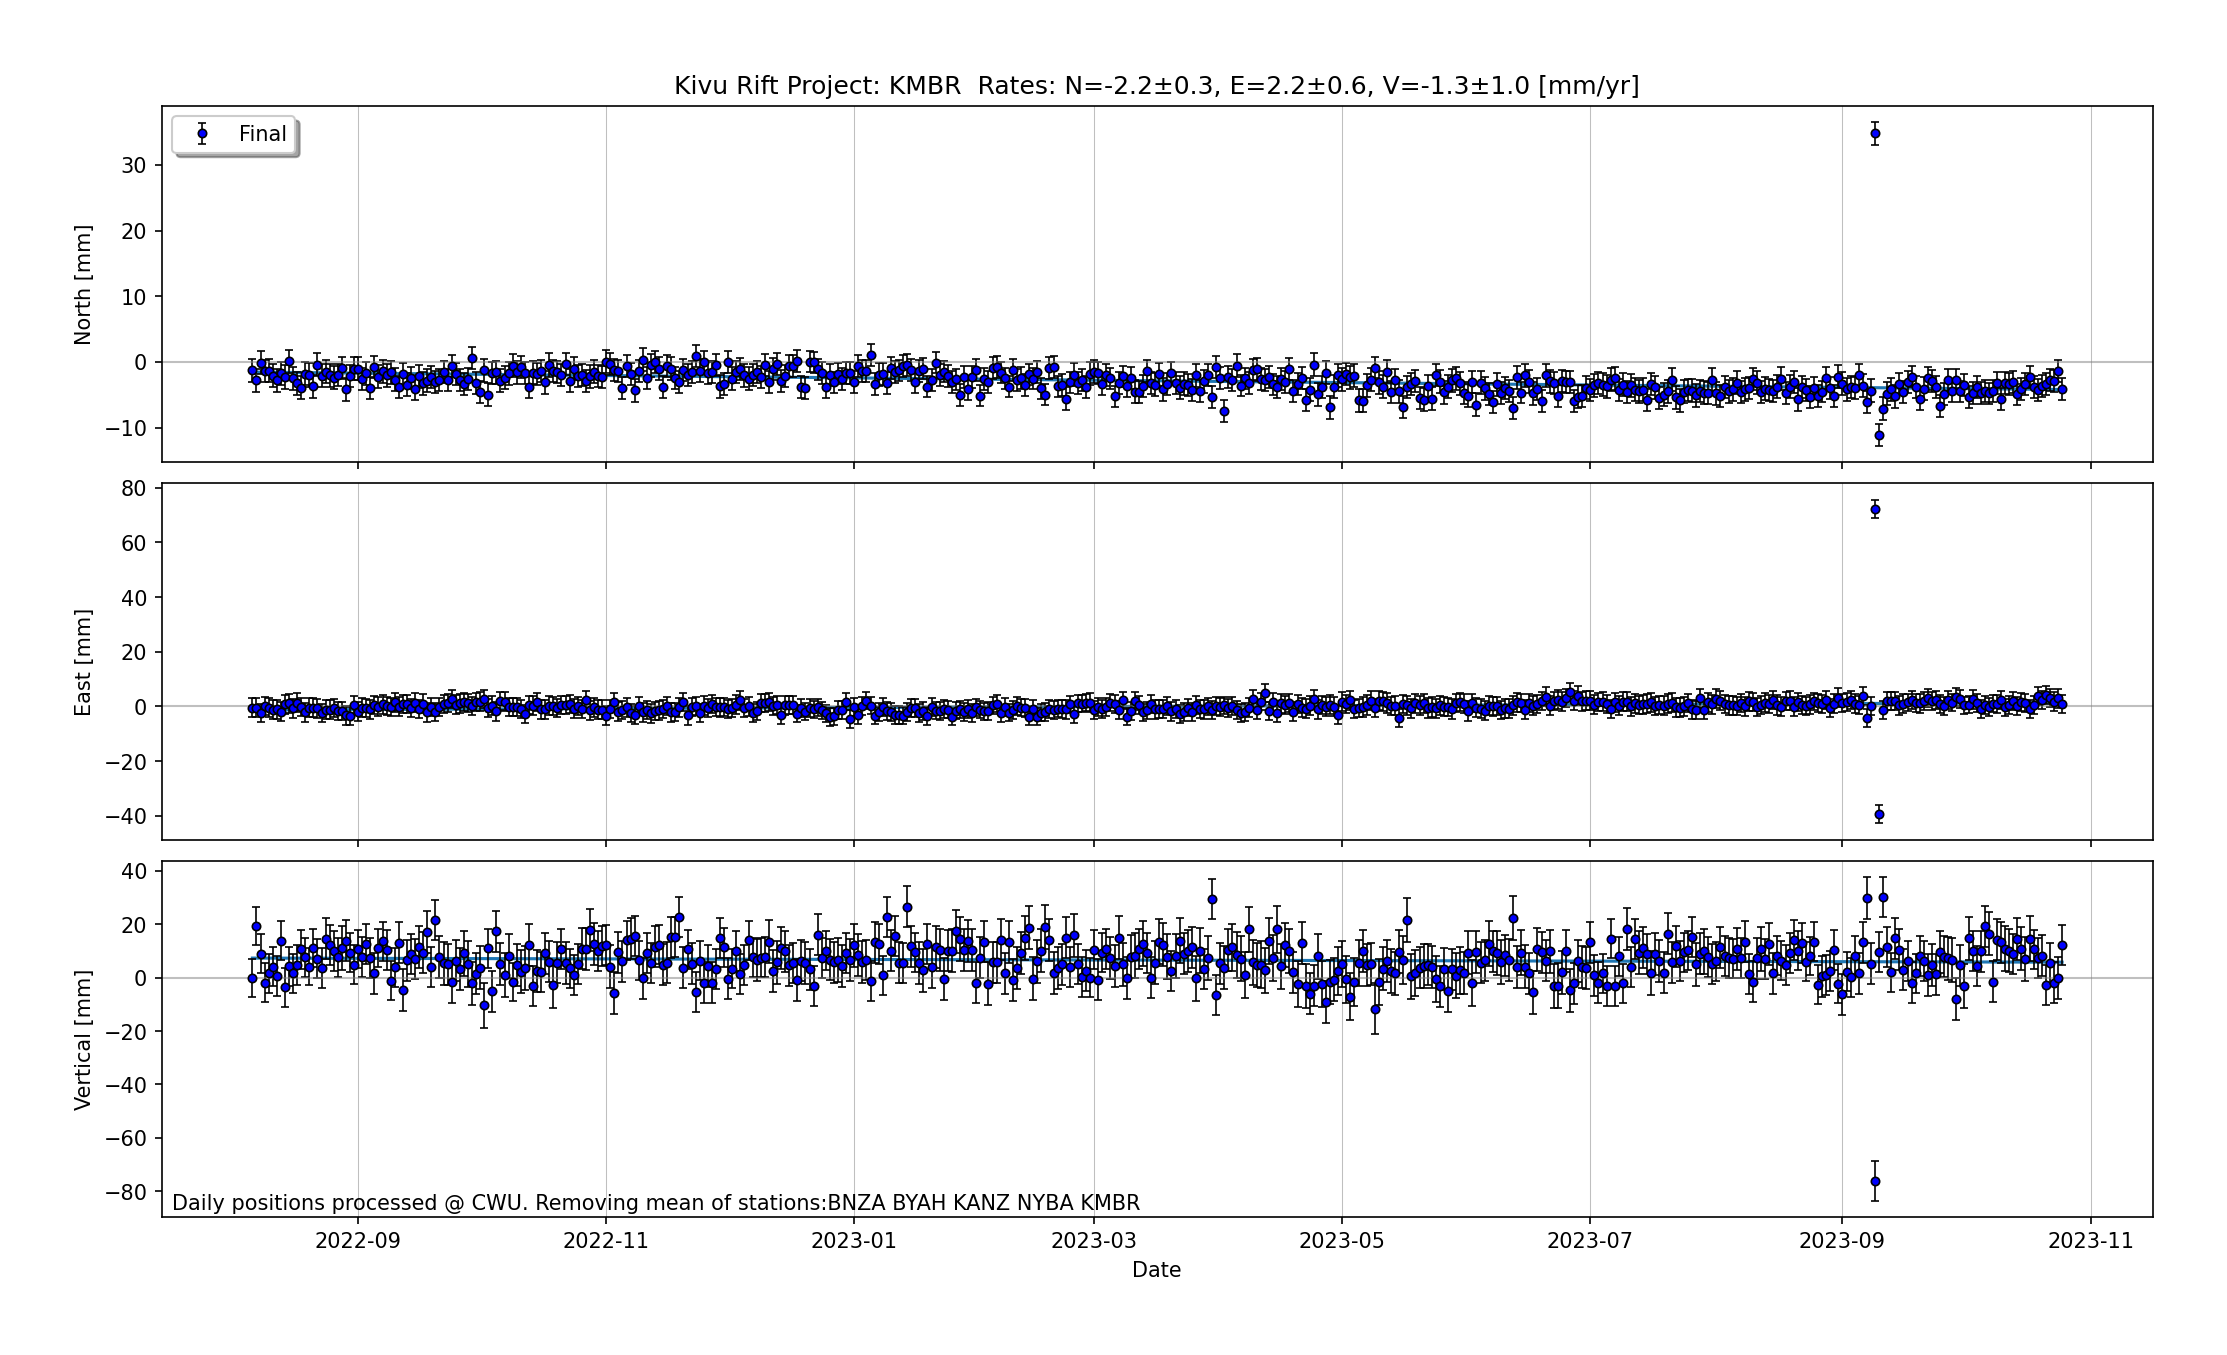 Kivu Rift Project: KMBR  Rates: N=-2.2±0.3, E=2.2±0.6, V=-1.3±1.0 [mm/yr]
Final
North [mm]
30
20
10
0
−10
East [mm]
80
60
40
20
0
−20
−40
Vertical [mm]
40
20
0
−20
−40
−60
−80
Daily positions processed @ CWU. Removing mean of stations:BNZA BYAH KANZ NYBA KMBR
2022-09 2022-11 2023-01 2023-03 2023-05 2023-07 2023-09 2023-11
Date